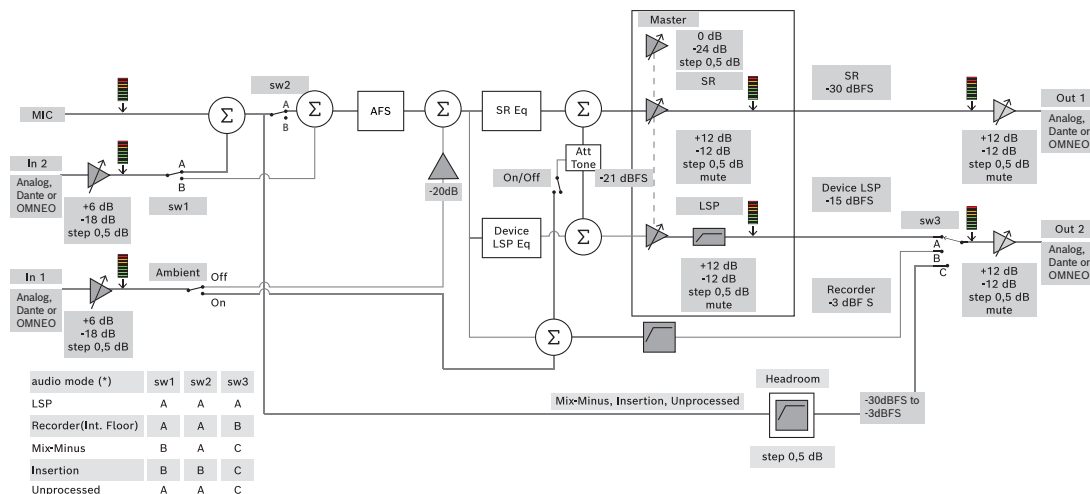 Master
0 dB
-24 dB
step 0,5 dB
SR
SR
-30 dBFS
sw2
A
B
MIC
Σ
Σ
AFS
Σ
SR Eq
Σ
Out 1
Analog,
Dante or
OMNEO
+12 dB
-12 dB
step 0,5 dB
mute
+12 dB
-12 dB
step 0,5 dB
mute
In 2
Analog,
Dante or
OMNEO
+6 dB
-18 dB
step 0,5 dB
A
B
sw1
-20dB
On/Off
Att
Tone
-21 dBFS
Device LSP
-15 dBFS
LSP
sw3
Device
LSP Eq
Σ
A
B
C
Out 2
Analog,
Dante or
OMNEO
+12 dB
-12 dB
step 0,5 dB
mute
+12 dB
-12 dB
step 0,5 dB
mute
In 1
Analog,
Dante or
OMNEO
+6 dB
-18 dB
step 0,5 dB
Ambient
Off
On
Recorder
-3 dBF S
Σ
audio mode (*) sw1 sw2 sw3
LSP A A A
Recorder(Int. Floor) A A B
Mix-Minus B A C
Insertion B B C
Unprocessed A A C
Mix-Minus, Insertion, Unprocessed
Headroom
step 0,5 dB
-30dBFS to
-3dBFS